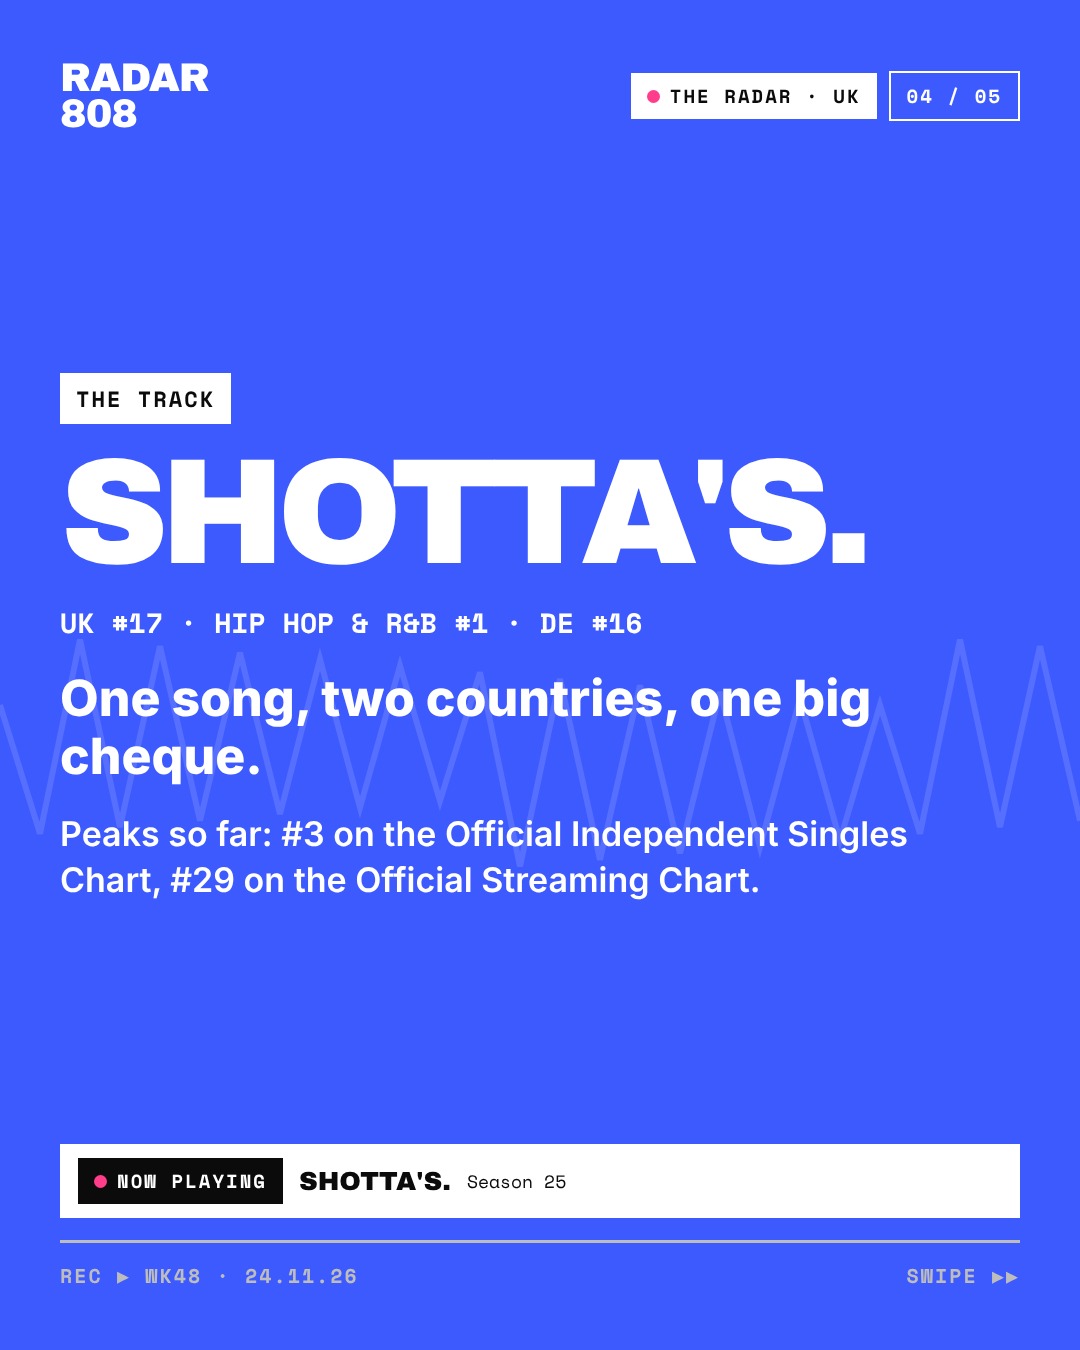 RADAR
808
THE RADAR · UK
04 / 05
THE TRACK
SHOTTA'S.
UK #17 · HIP HOP & R&B #1 · DE #16
One song, two countries, one big
cheque.
Peaks so far: #3 on the Official Independent Singles
Chart, #29 on the Official Streaming Chart.
NOW PLAYING SHOTTA'S. Season 25
REC ▶ WK48 · 24.11.26
SWIPE ▶▶